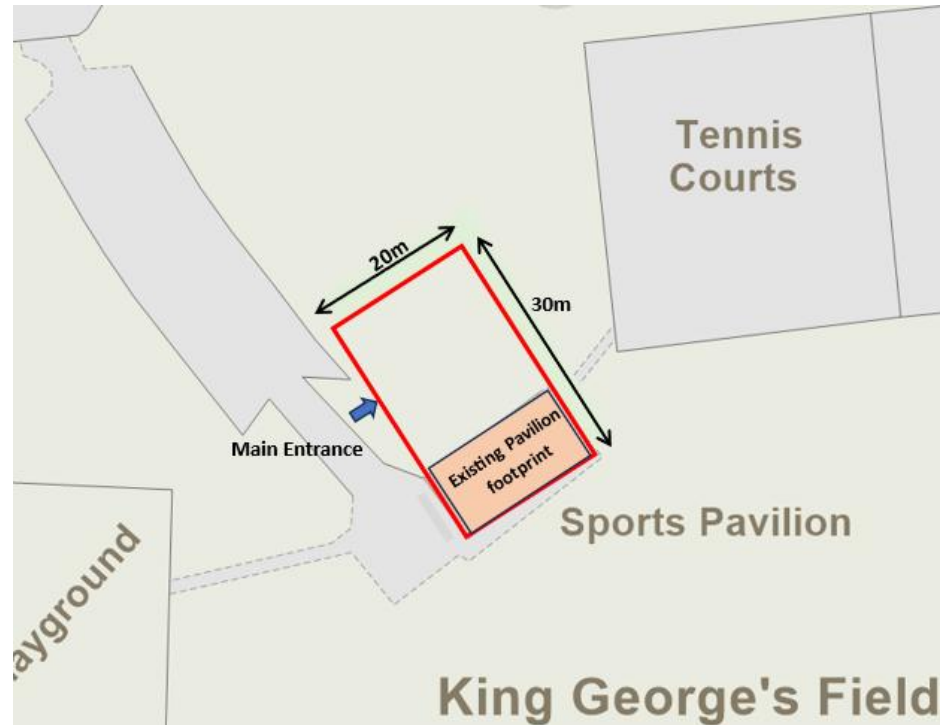 Tennis
Courts
20m
30m
Main Entrance
Existing Pavilion
footprint
Sports Pavilion
ayground
King George's Field